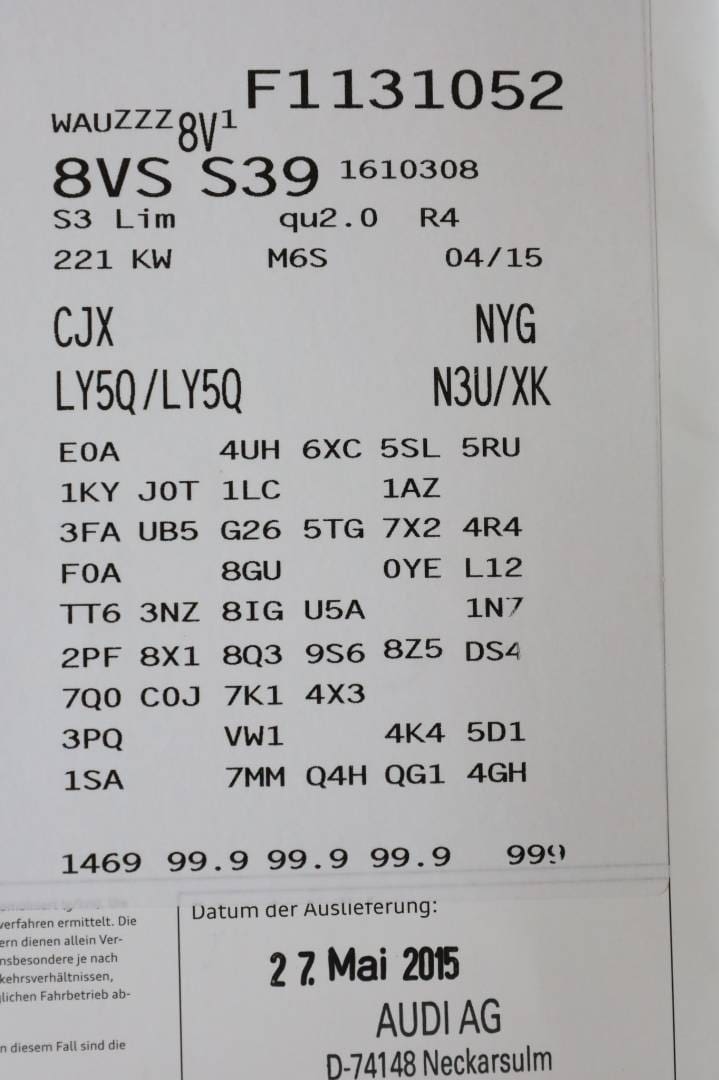 WAUZZZ8V1F1131052
8VS S39 1610308
S3 Lim qu2.0 R4
221 KW M6S 04/15
CJX NYG
LY5Q/LY5Q N3U/XK
E0A 4UH 6XC 5SL 5RU
1KY J0T 1LC 1AZ
3FA UB5 G26 5TG 7X2 4R4
F0A 8GU 0YE L12
TT6 3NZ 8IG U5A 1N7
2PF 8X1 8Q3 9S6 8Z5 DS4
7Q0 C0J 7K1 4X3
3PQ VW1 4K4 5D1
1SA 7MM Q4H QG1 4GH
1469 99.9 99.9 99.9 999
verfahren ermittelt. Die
ern dienen allein Ver-
nsbesondere je nach
kehrsverhältnissen,
lichen Fahrbetrieb ab-
n diesem Fall sind die
Datum der Auslieferung:
27. Mai 2015
AUDI AG
D-74148 Neckarsulm